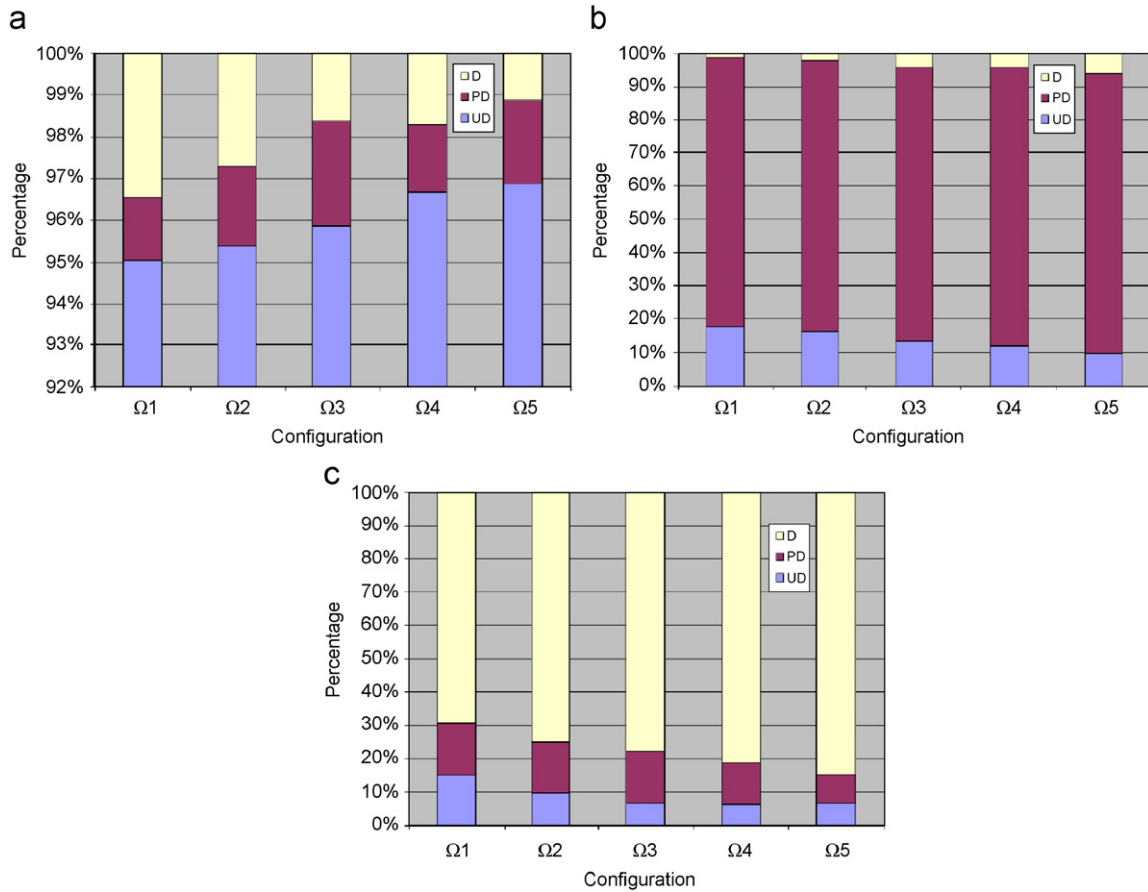 a
100%
99%
98%
97%
96%
95%
94%
93%
92%
Percentage
D
PD
UD
Ω1 Ω2 Ω3 Ω4 Ω5
Configuration
b
100%
90%
80%
70%
60%
50%
40%
30%
20%
10%
0%
Percentage
D
PD
UD
Ω1 Ω2 Ω3 Ω4 Ω5
Configuration
c
100%
90%
80%
70%
60%
50%
40%
30%
20%
10%
0%
Percentage
D
PD
UD
Ω1 Ω2 Ω3 Ω4 Ω5
Configuration